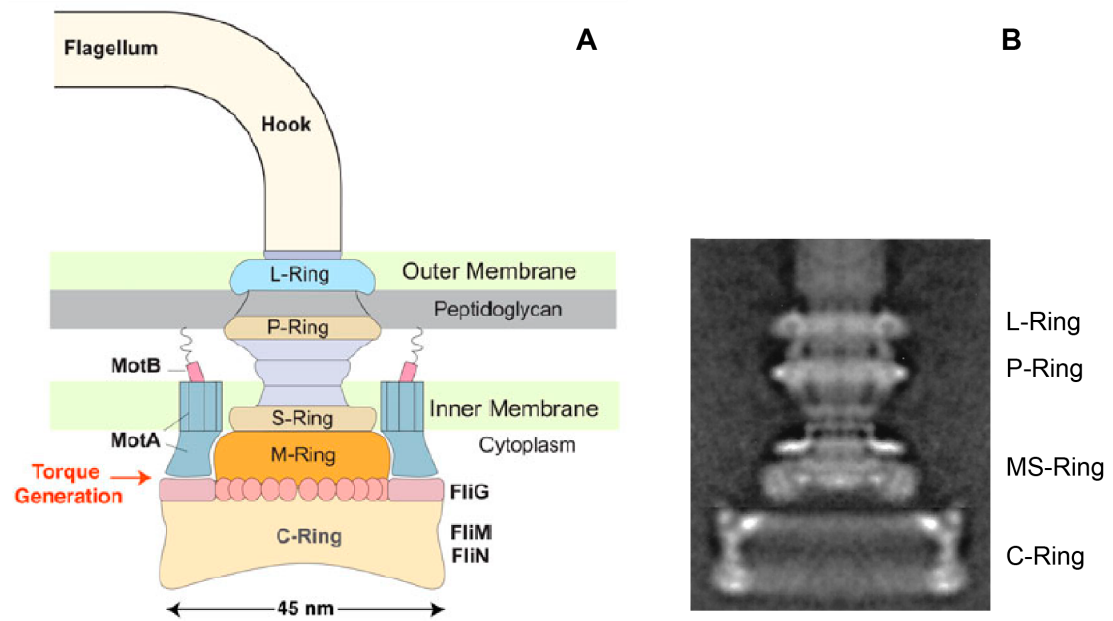 A
B
Flagellum
Hook
L-Ring
Outer Membrane
Peptidoglycan
P-Ring
MotB
S-Ring
Inner Membrane
MotA
Cytoplasm
M-Ring
Torque
Generation
FliG
C-Ring
FliM
FliN
45 nm
L-Ring
P-Ring
MS-Ring
C-Ring